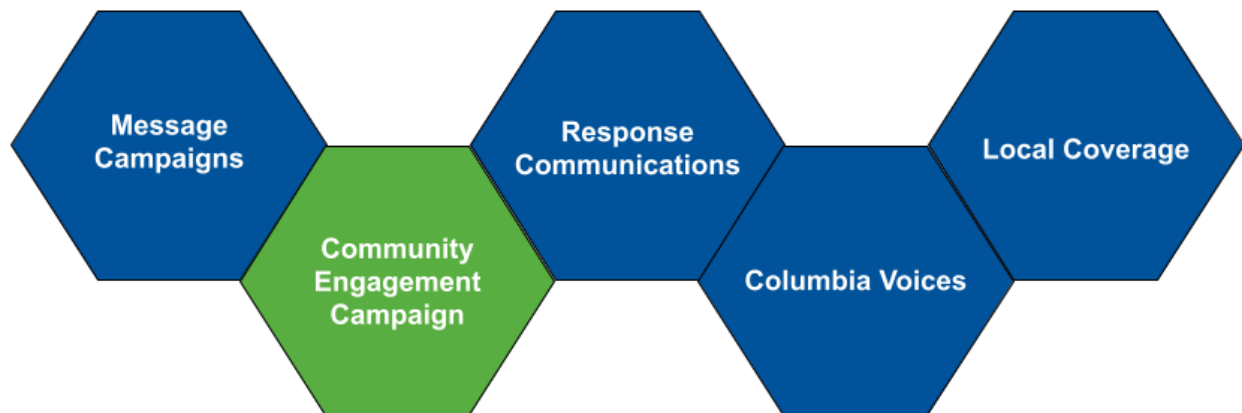 Message
Campaigns
Community
Engagement
Campaign
Response
Communications
Columbia Voices
Local Coverage